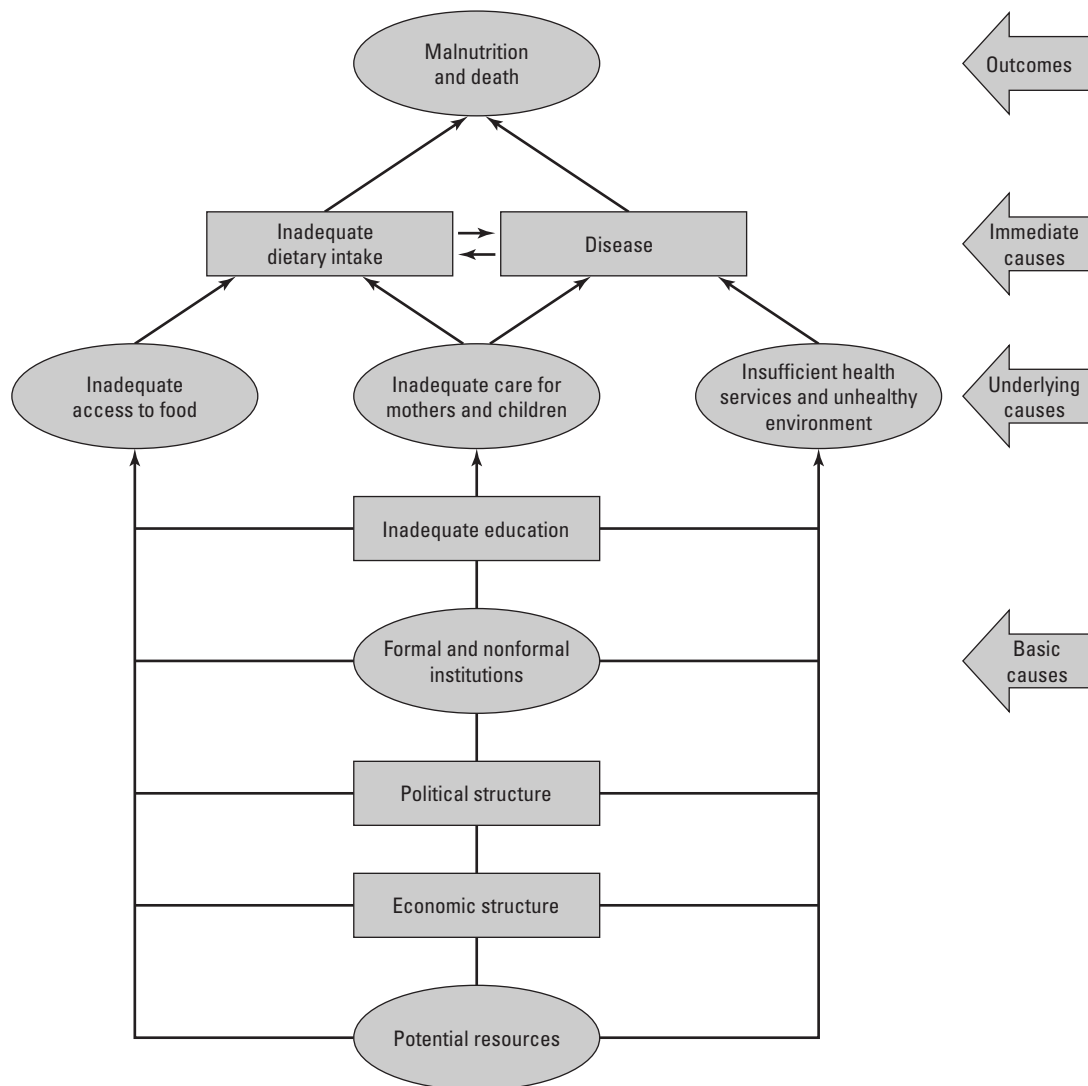 Malnutrition
and death
Outcomes
Inadequate
dietary intake
Disease
Immediate
causes
Inadequate
access to food
Inadequate care for
mothers and children
Insufficient health
services and unhealthy
environment
Underlying
causes
Inadequate education
Formal and nonformal
institutions
Basic
causes
Political structure
Economic structure
Potential resources